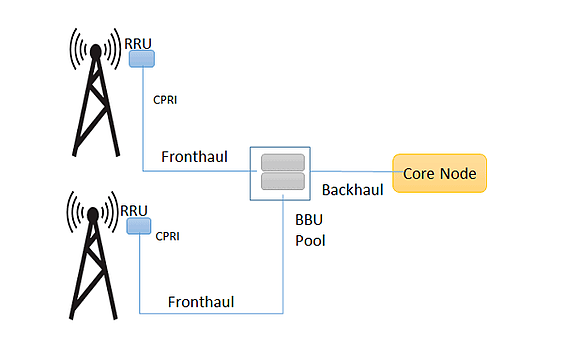 RRU
CPRI
Fronthaul
Core Node
Backhaul
RRU
CPRI
BBU
Pool
Fronthaul